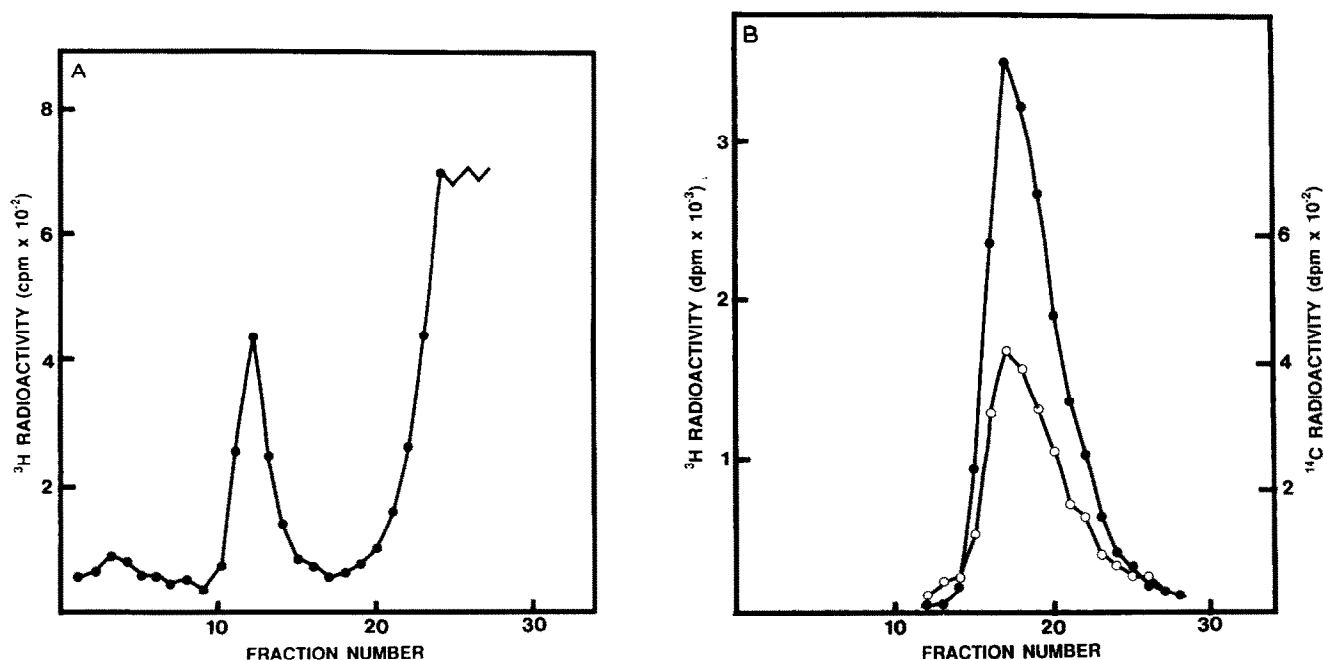 A
8
6
4
2
³H RADIOACTIVITY (cpm x 10⁻²)
10
20
30
FRACTION NUMBER
B
3
2
1
³H RADIOACTIVITY (dpm x 10⁻³)
6
4
2
¹⁴C RADIOACTIVITY (dpm x 10⁻²)
10
20
30
FRACTION NUMBER